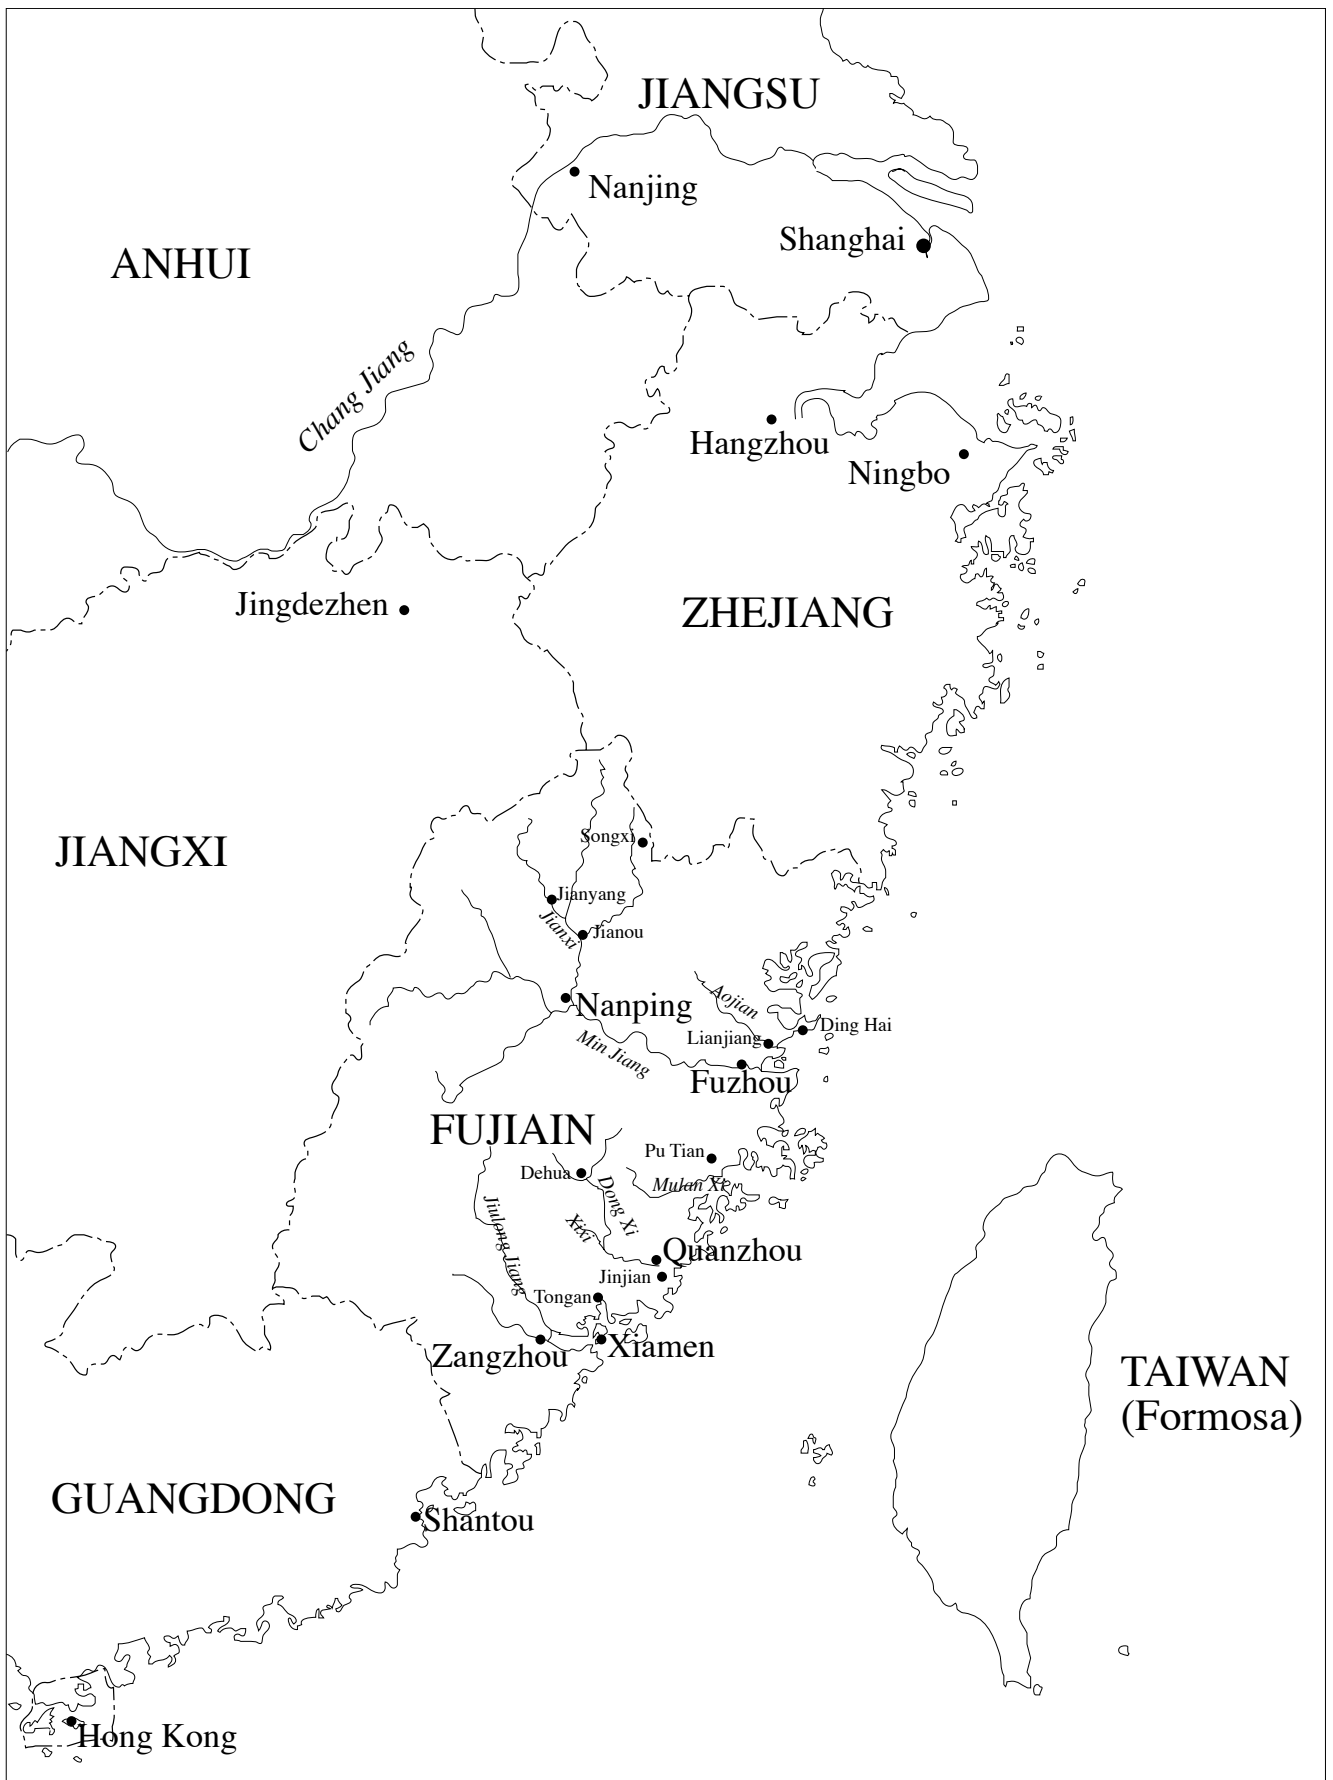 JIANGSU
Nanjing
Shanghai
ANHUI
Chang Jiang
Hangzhou
Ningbo
Jingdezhen
ZHEJIANG
JIANGXI
Songxi
Jianyang
Jianxi
Jianou
Nanping
Aojian
Ding Hai
Lianjiang
Min Jiang
Fuzhou
FUJIAIN
Pu Tian
Dehua
Mulan Xi
Dong Xi
Jiulong Jiang
Xixi
Quanzhou
Jinjian
Tongan
Xiamen
Zangzhou
TAIWAN
(Formosa)
GUANGDONG
Shantou
Hong Kong